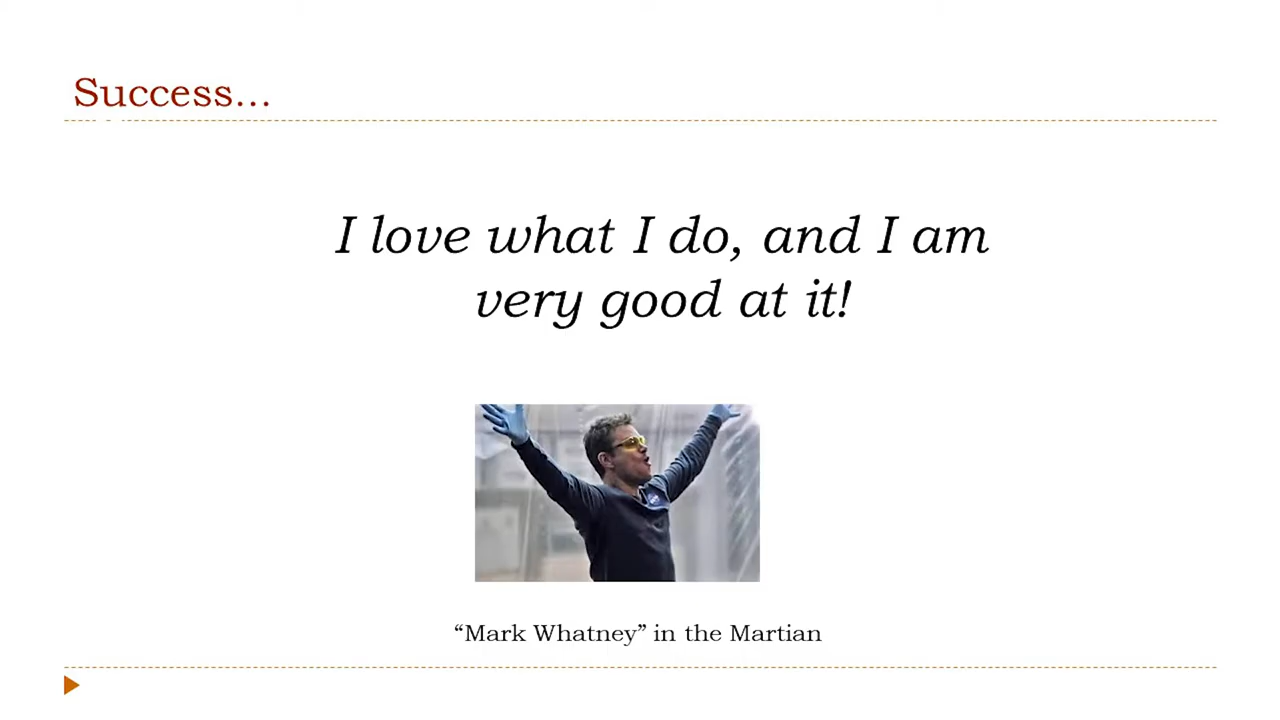 Success...
I love what I do, and I am
very good at it!
“Mark Whatney” in the Martian